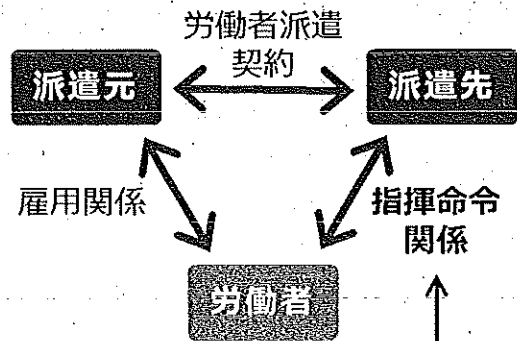 労働者派遣
契約
派遣元
派遣先
雇用関係
指揮命令
関係
労働者